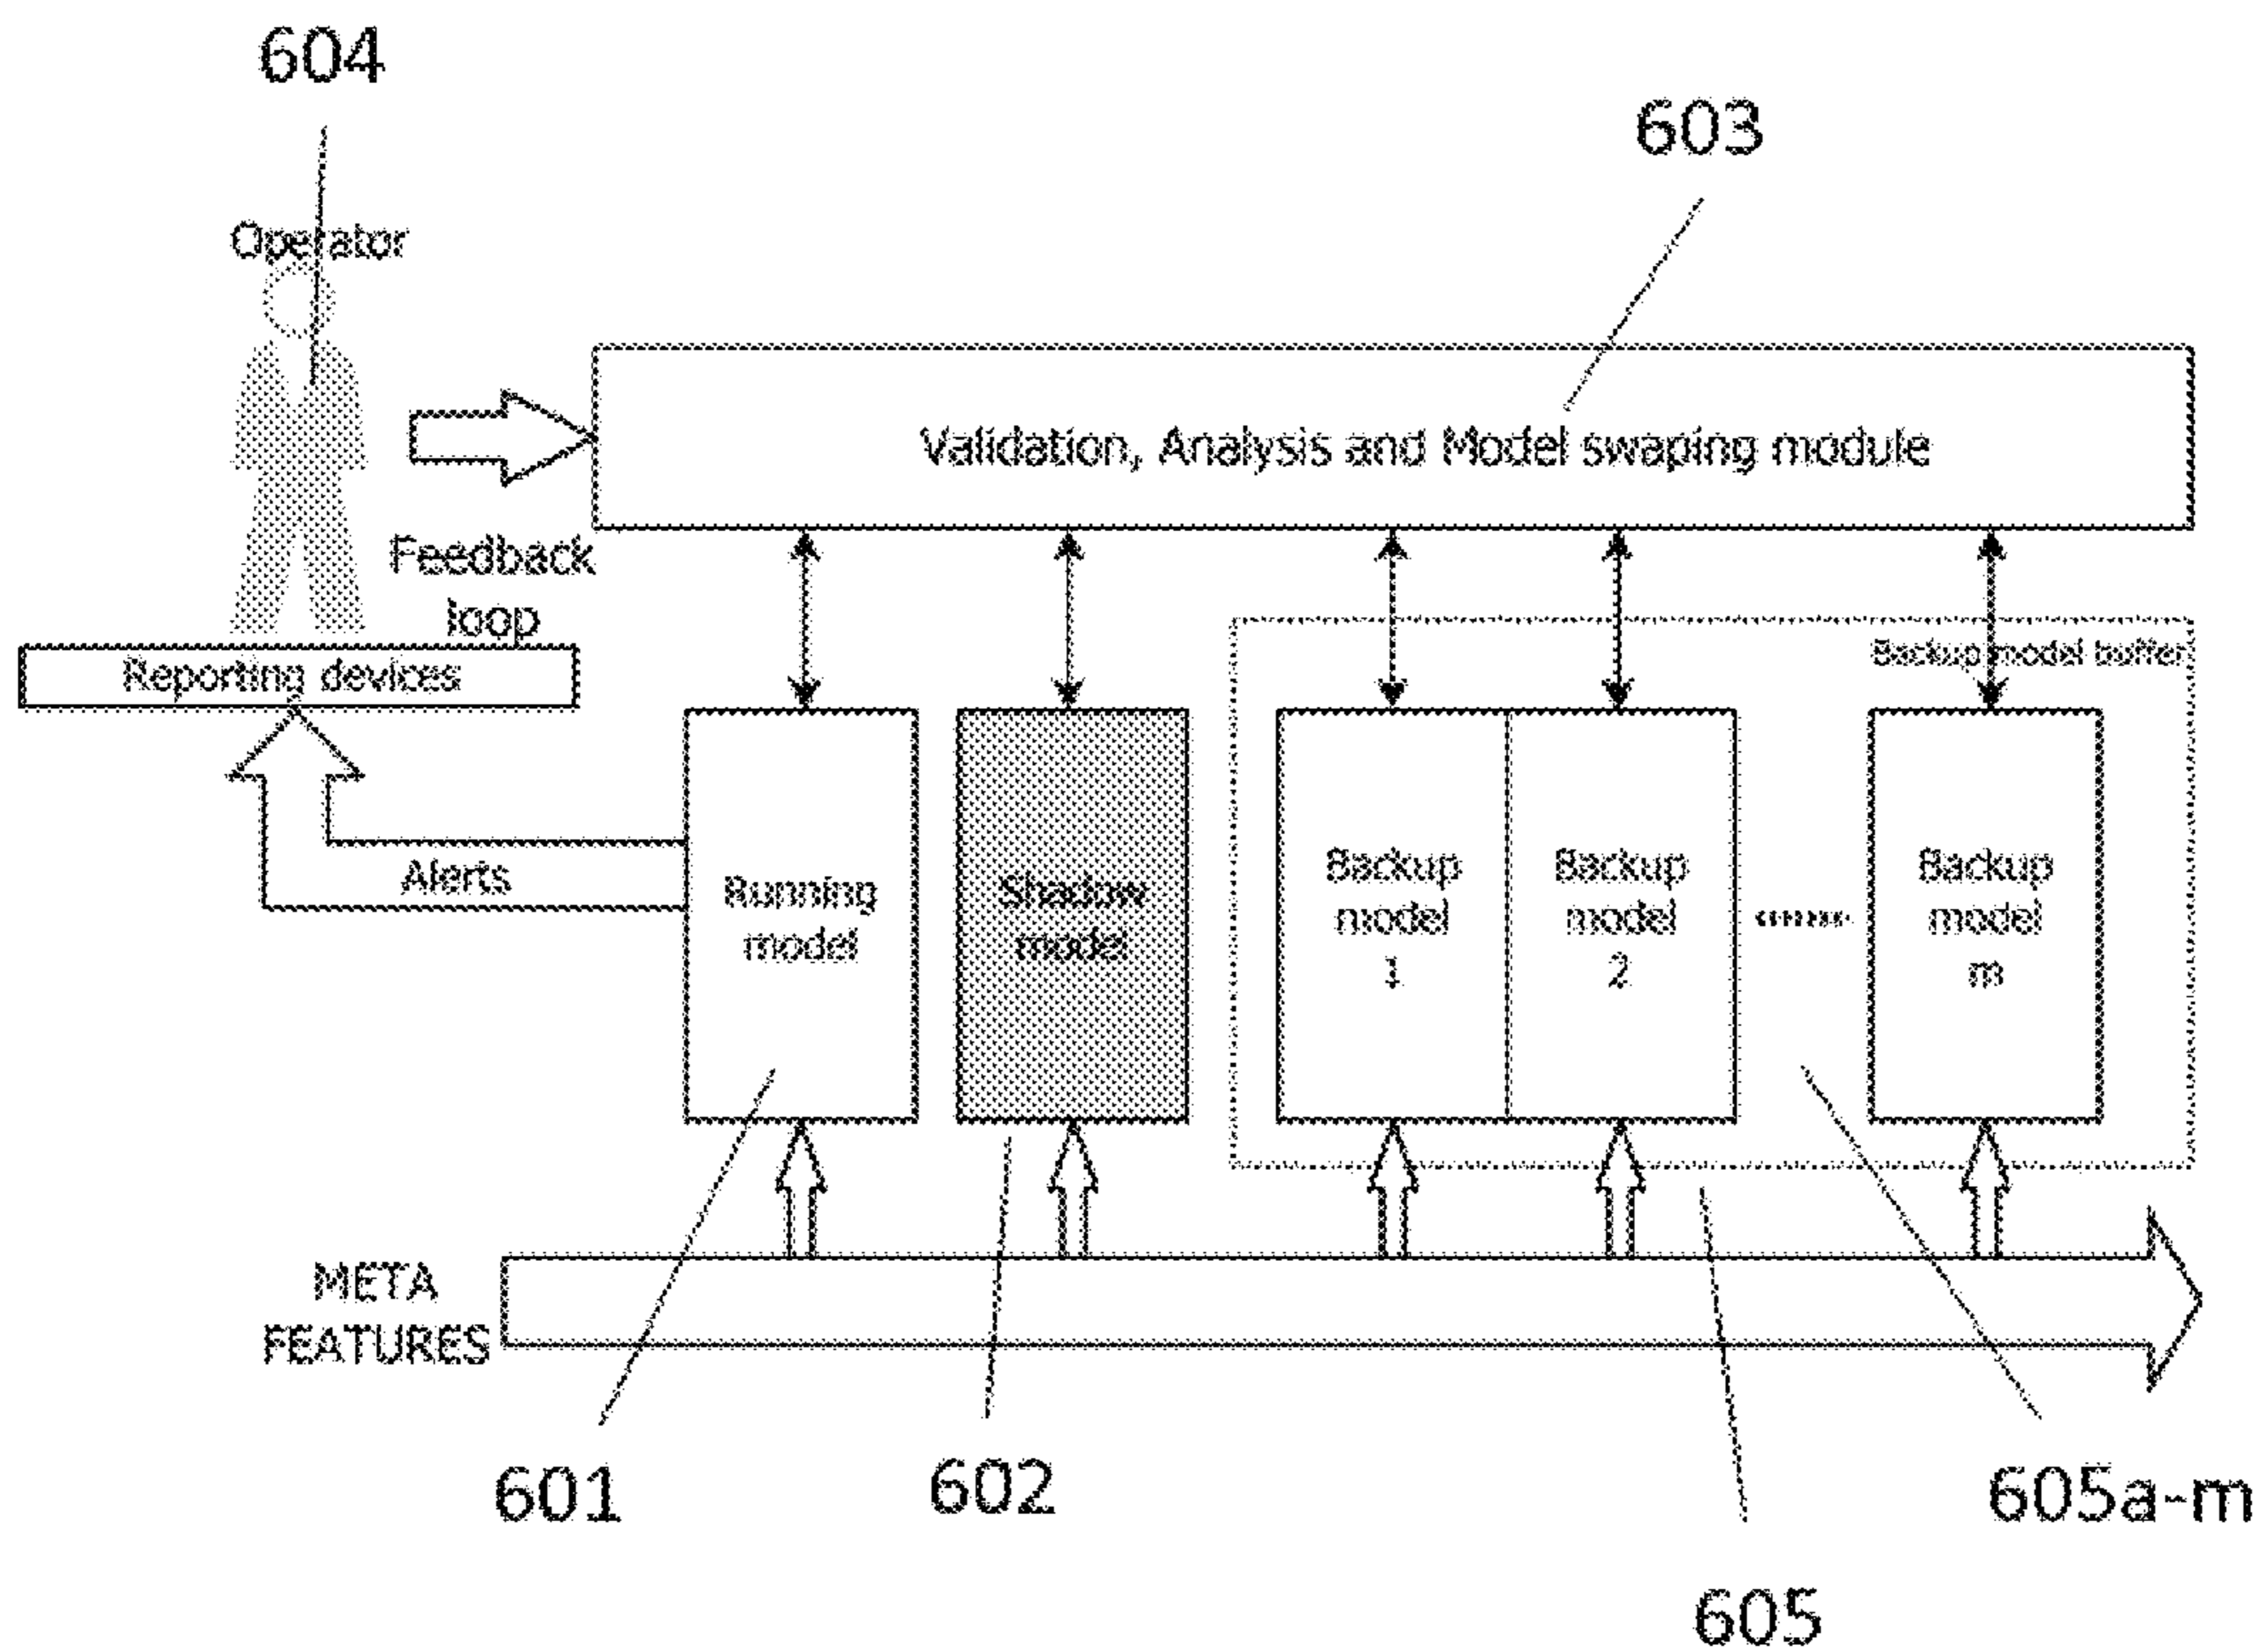 604
603
Operator
Validation, Analysis and Model swaping module
Feedback
loop
Reporting devices
Backup model buffer
Alerts
Running
model
Shadow
model
Backup
model
1
Backup
model
2
Backup
model
m
META
FEATURES
601
602
605a-m
605